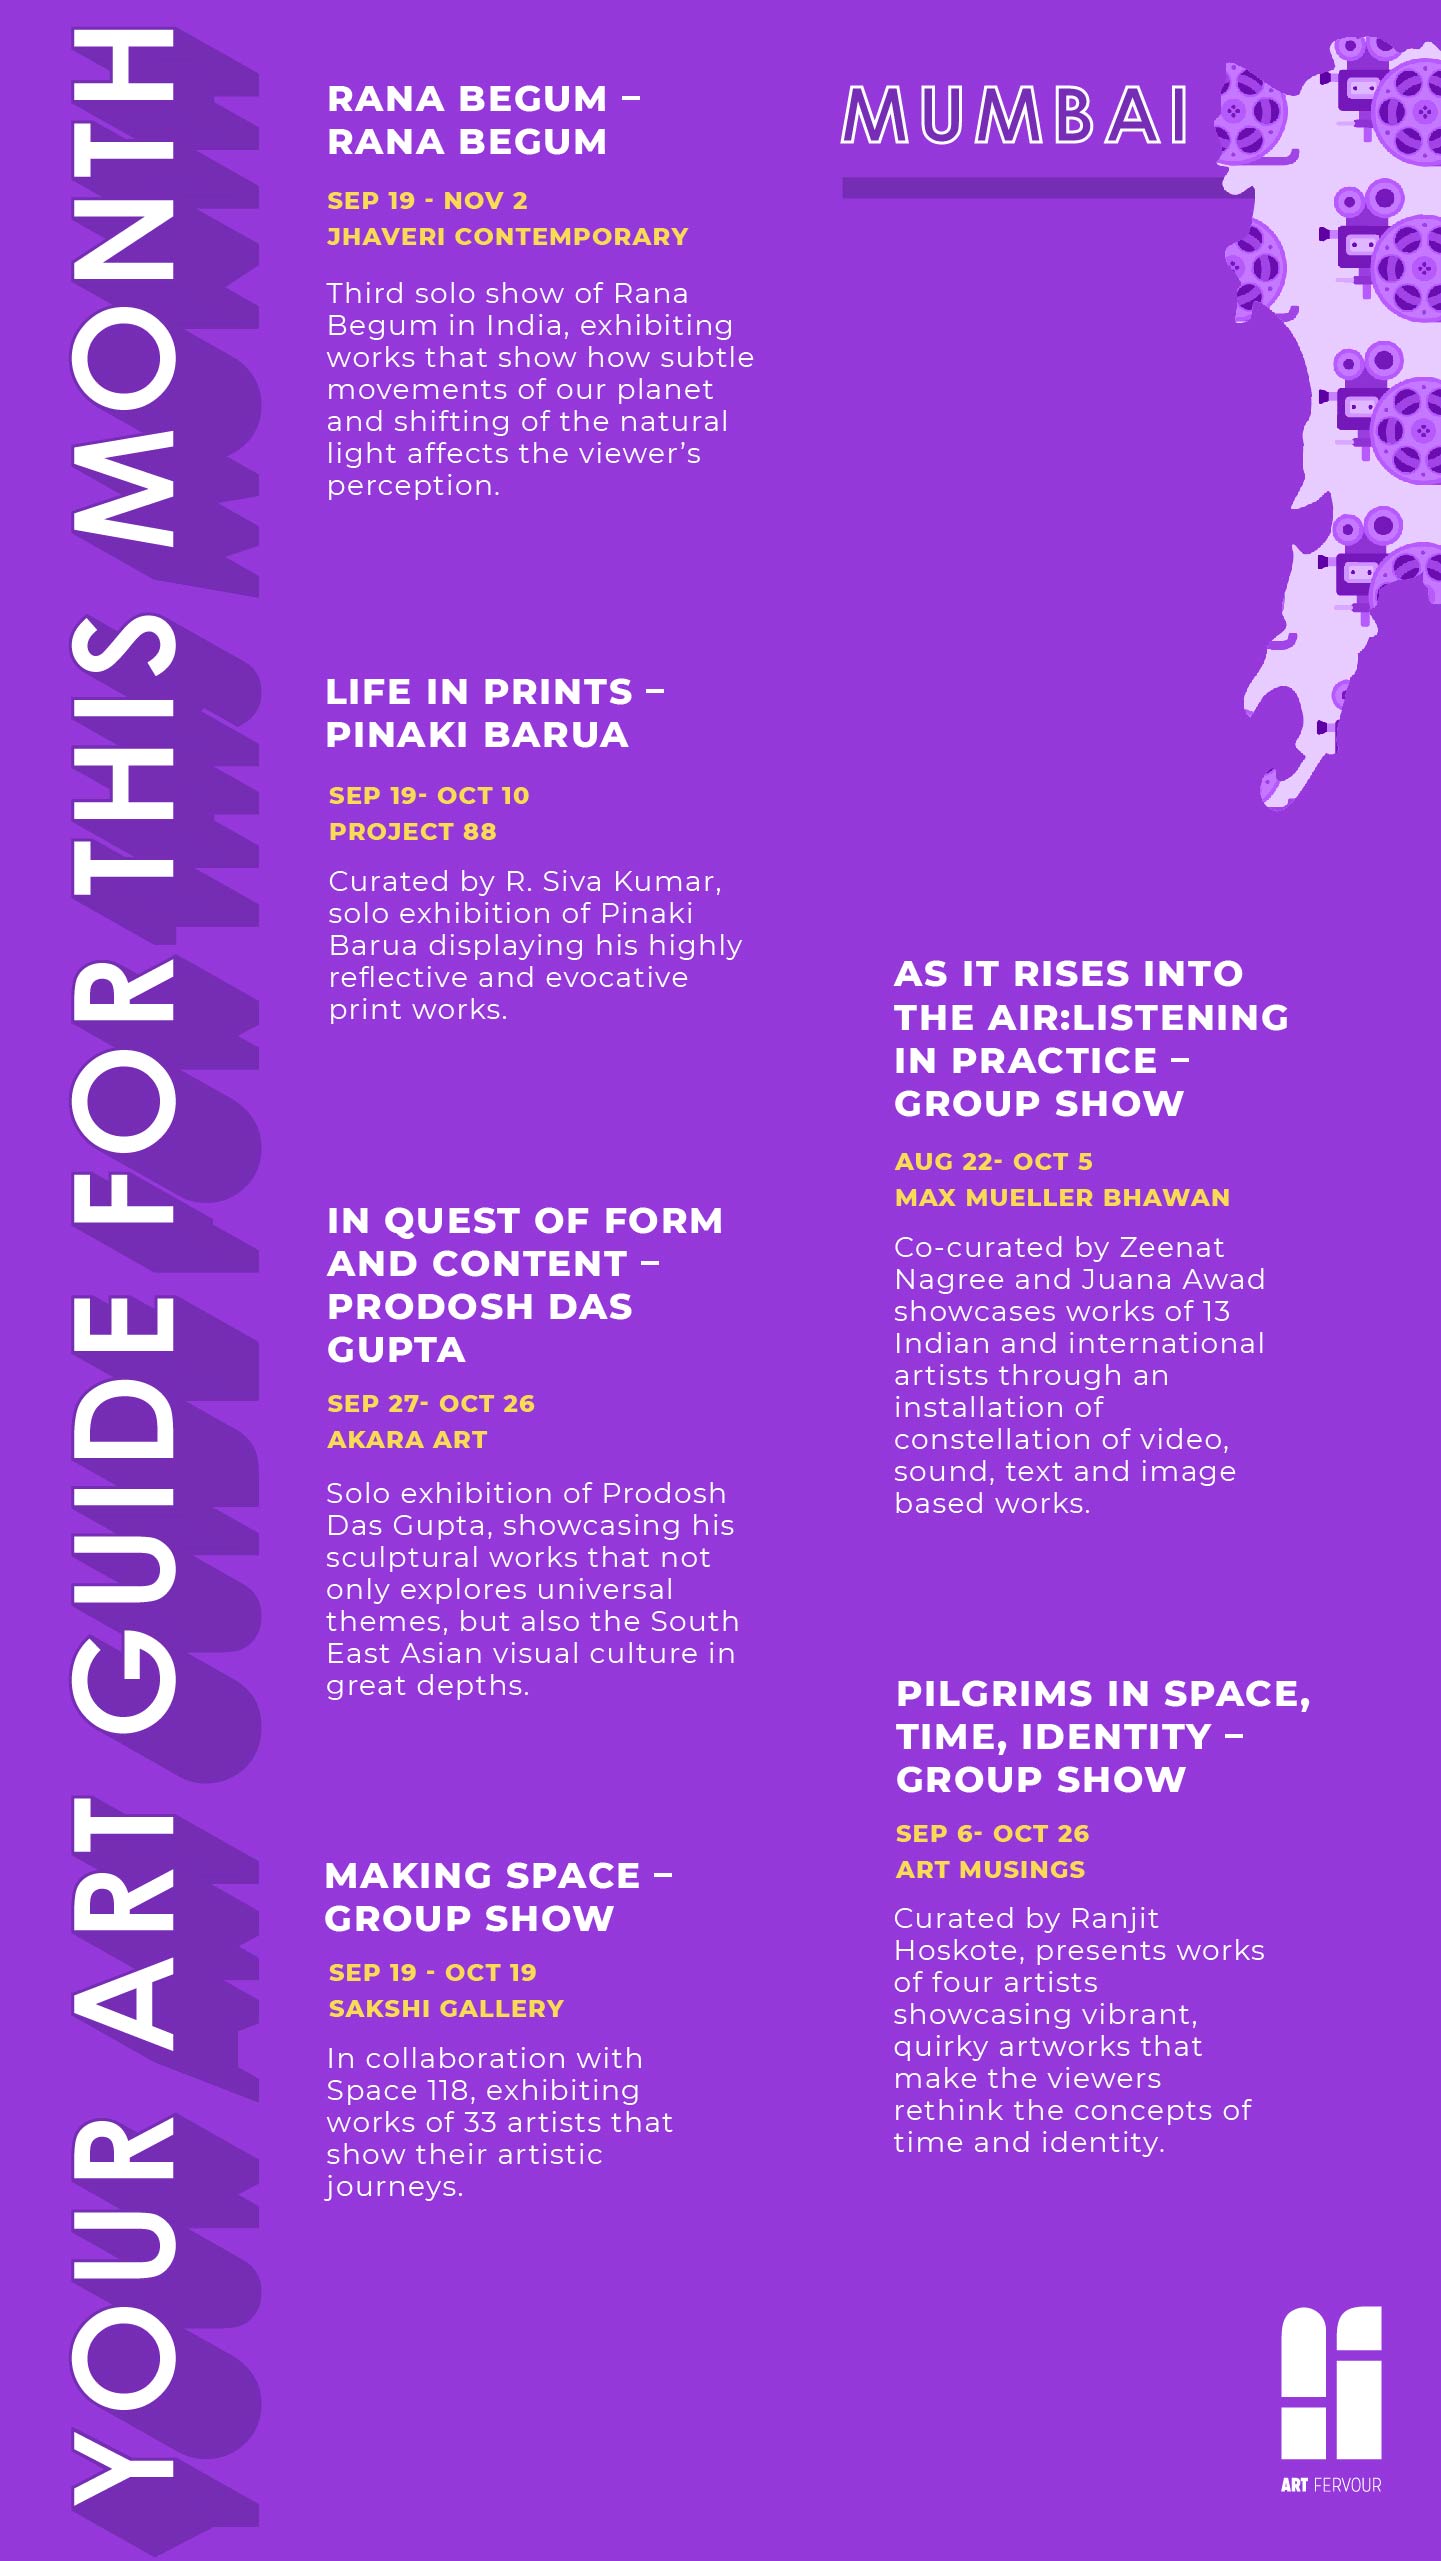 YOUR ART GUIDE FOR THIS MONTH
MUMBAI
RANA BEGUM –
RANA BEGUM
SEP 19 - NOV 2
JHAVERI CONTEMPORARY
Third solo show of Rana
Begum in India, exhibiting
works that show how subtle
movements of our planet
and shifting of the natural
light affects the viewer’s
perception.
LIFE IN PRINTS –
PINAKI BARUA
SEP 19- OCT 10
PROJECT 88
Curated by R. Siva Kumar,
solo exhibition of Pinaki
Barua displaying his highly
reflective and evocative
print works.
IN QUEST OF FORM
AND CONTENT –
PRODOSH DAS
GUPTA
SEP 27- OCT 26
AKARA ART
Solo exhibition of Prodosh
Das Gupta, showcasing his
sculptural works that not
only explores universal
themes, but also the South
East Asian visual culture in
great depths.
MAKING SPACE –
GROUP SHOW
SEP 19 - OCT 19
SAKSHI GALLERY
In collaboration with
Space 118, exhibiting
works of 33 artists that
show their artistic
journeys.
AS IT RISES INTO
THE AIR:LISTENING
IN PRACTICE –
GROUP SHOW
AUG 22- OCT 5
MAX MUELLER BHAWAN
Co-curated by Zeenat
Nagree and Juana Awad
showcases works of 13
Indian and international
artists through an
installation of
constellation of video,
sound, text and image
based works.
PILGRIMS IN SPACE,
TIME, IDENTITY –
GROUP SHOW
SEP 6- OCT 26
ART MUSINGS
Curated by Ranjit
Hoskote, presents works
of four artists
showcasing vibrant,
quirky artworks that
make the viewers
rethink the concepts of
time and identity.
ART FERVOUR